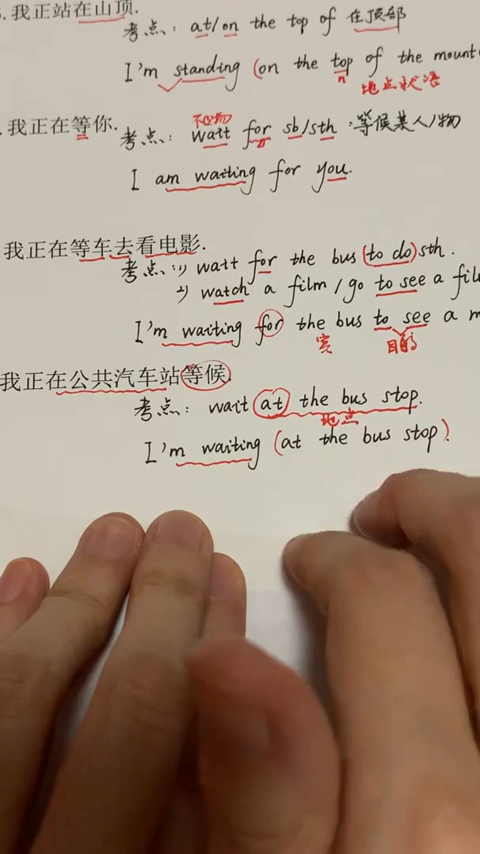 .我正站在山顶.
考点: at/on the top of 在顶部
I'm standing (on the top of the mount
n 地点状语
.我正在等你.
不及物
考点: wait for sb/sth, 等候某人/物
I am waiting for you.
我正在等车去看电影.
考点: 1) wait for the bus (to do) sth.
2) watch a film / go to see a fil
I'm waiting for the bus to see a m
宾 目的
我正在公共汽车站等候.
考点: wait at the bus stop.
地点
I'm waiting (at the bus stop).